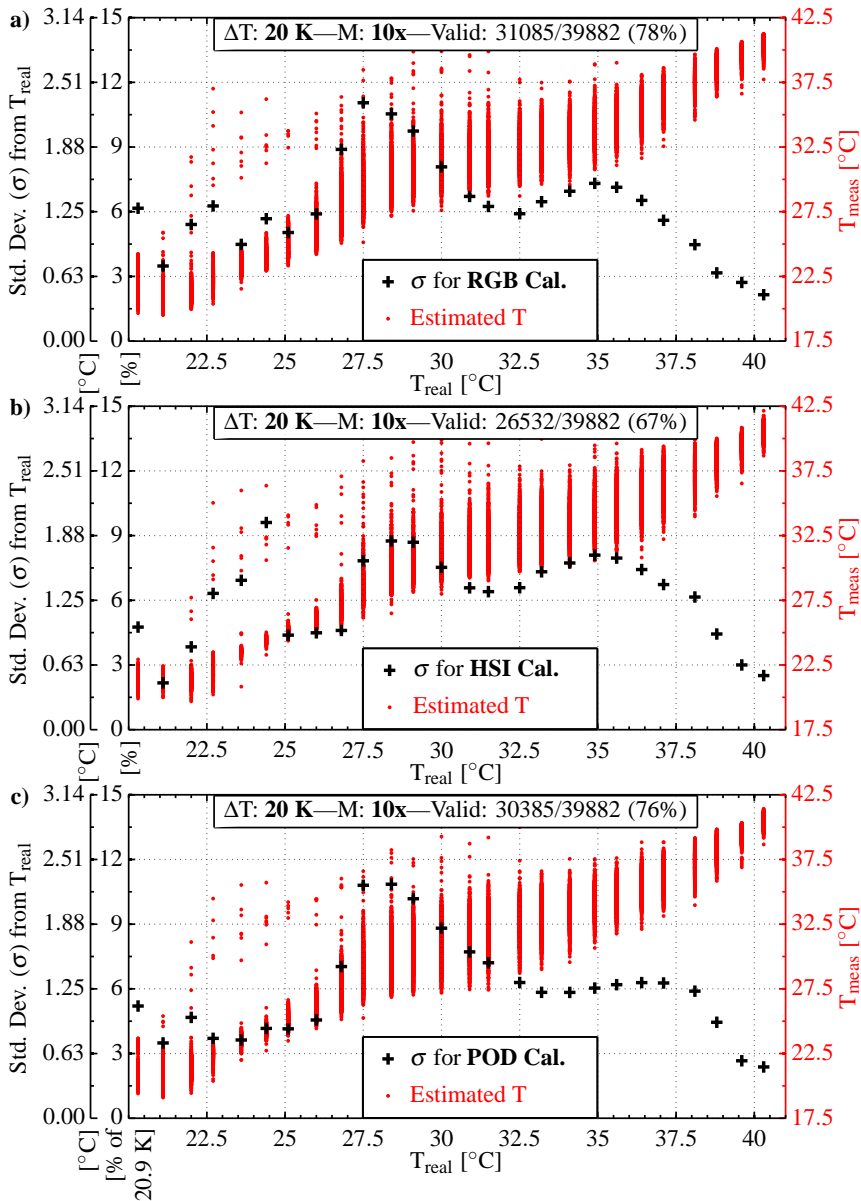 a)
ΔT: 20 K—M: 10x—Valid: 31085/39882 (78%)
Std. Dev. (σ) from T_real
3.14
2.51
1.88
1.25
0.63
0.00
[°C]
15
12
9
6
3
0
[%]
σ for RGB Cal.
Estimated T
22.5 25 27.5 30 32.5 35 37.5 40
T_real [°C]
42.5
37.5
32.5
27.5
22.5
17.5
T_meas [°C]
b)
ΔT: 20 K—M: 10x—Valid: 26532/39882 (67%)
Std. Dev. (σ) from T_real
3.14
2.51
1.88
1.25
0.63
0.00
[°C]
15
12
9
6
3
0
[%]
σ for HSI Cal.
Estimated T
22.5 25 27.5 30 32.5 35 37.5 40
T_real [°C]
42.5
37.5
32.5
27.5
22.5
17.5
T_meas [°C]
c)
ΔT: 20 K—M: 10x—Valid: 30385/39882 (76%)
Std. Dev. (σ) from T_real
3.14
2.51
1.88
1.25
0.63
0.00
[°C]
15
12
9
6
3
0
[% of
20.9 K]
σ for POD Cal.
Estimated T
22.5 25 27.5 30 32.5 35 37.5 40
T_real [°C]
42.5
37.5
32.5
27.5
22.5
17.5
T_meas [°C]